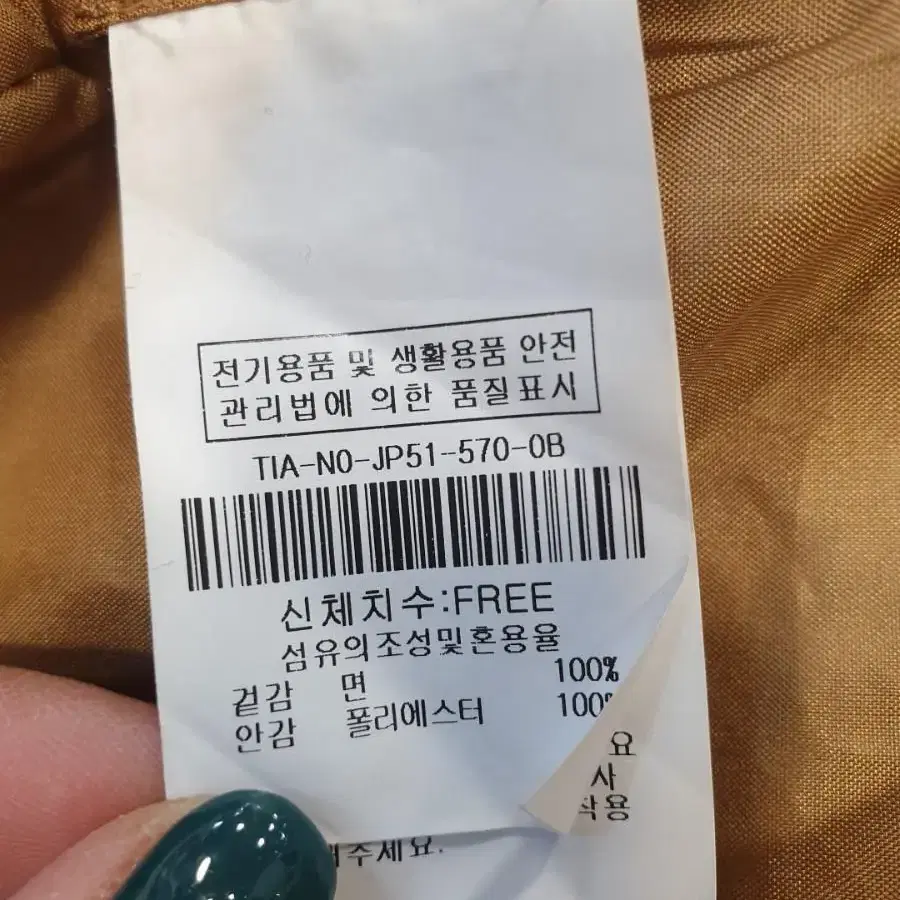 전기용품 및 생활용품 안전
관리법에 의한 품질표시
TIA-NO-JP51-570-0B
신체치수:FREE
섬유의조성및혼용율
겉감 면 100%
안감 폴리에스터
요
사
착용
주세요.